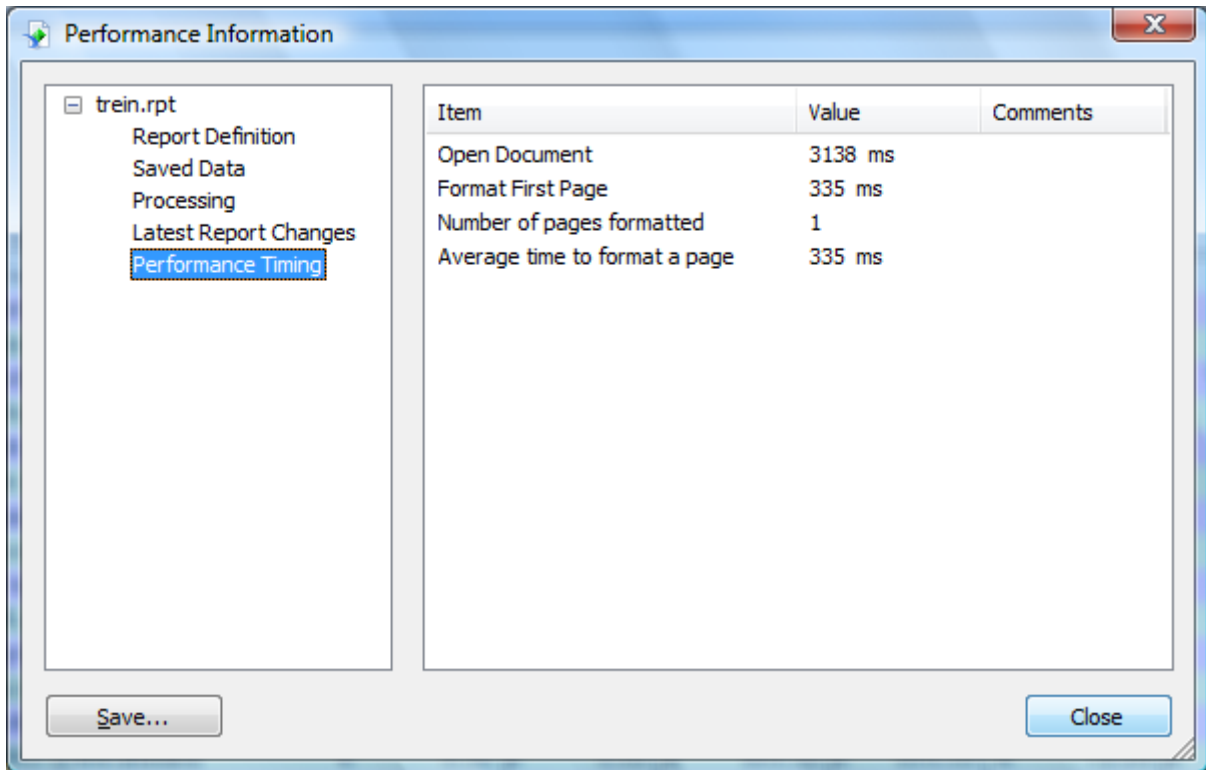 Performance Information
trein.rpt
Report Definition
Saved Data
Processing
Latest Report Changes
Performance Timing
Item Value Comments
Open Document 3138 ms
Format First Page 335 ms
Number of pages formatted 1
Average time to format a page 335 ms
Save... Close